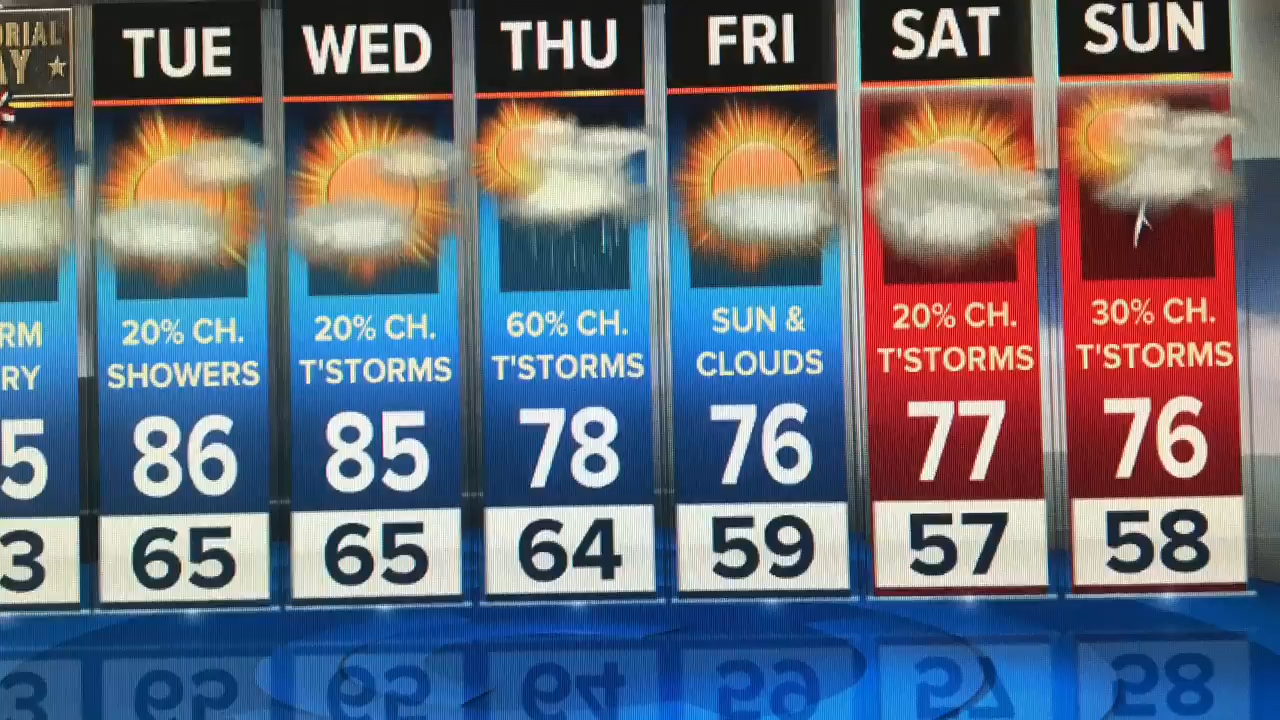 TUE WED THU FRI SAT SUN
20% CH. SHOWERS
86
65
20% CH. T'STORMS
85
65
60% CH. T'STORMS
78
64
SUN & CLOUDS
76
59
20% CH. T'STORMS
77
57
30% CH. T'STORMS
76
58